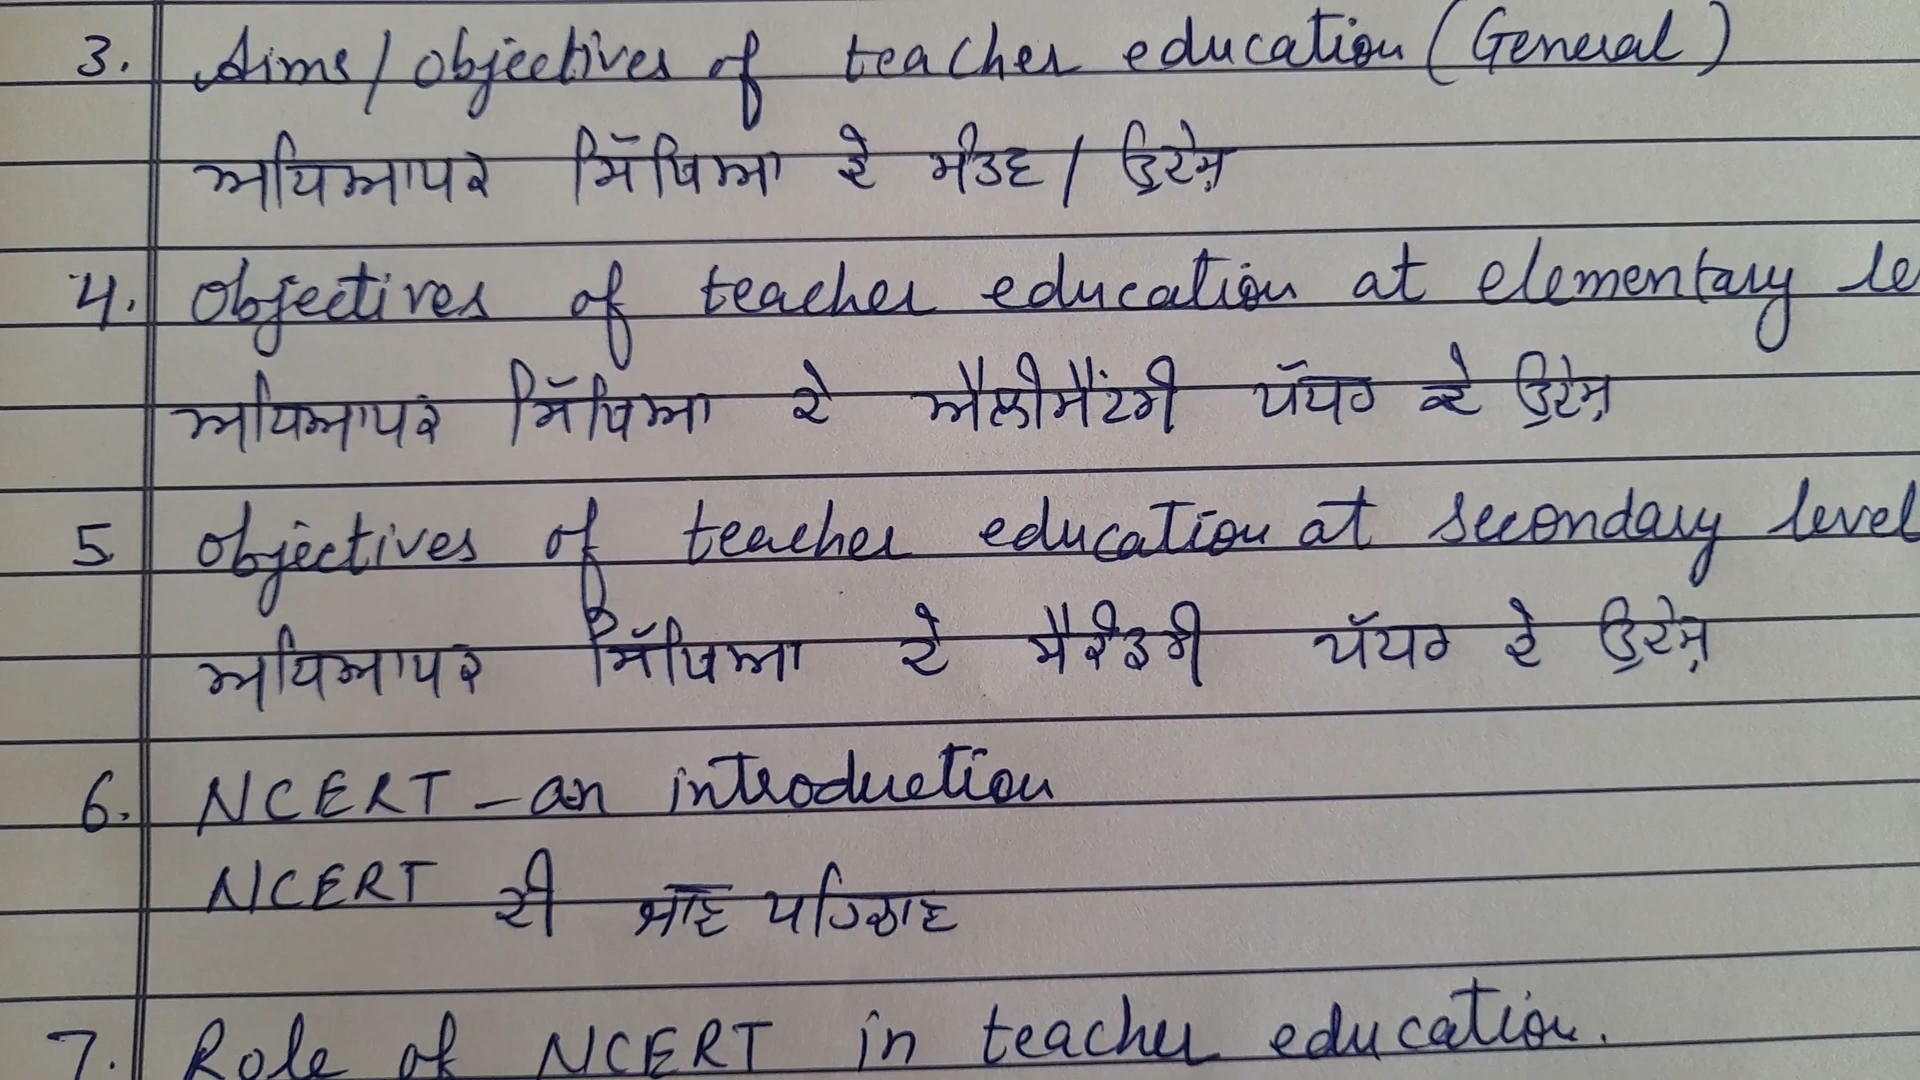 3. Aims/objectives of teacher education (General)
ਅਧਿਆਪਕ ਸਿੱਖਿਆ ਦੇ ਮੰਤਵ / ਉਦੇਸ਼
4. Objectives of teacher education at elementary le
ਅਧਿਆਪਕ ਸਿੱਖਿਆ ਦੇ ਐਲੀਮੈਂਟਰੀ ਪੱਧਰ ਦੇ ਉਦੇਸ਼
5 Objectives of teacher education at secondary level
ਅਧਿਆਪਕ ਸਿੱਖਿਆ ਦੇ ਸੈਕੰਡਰੀ ਪੱਧਰ ਦੇ ਉਦੇਸ਼
6. NCERT - an introduction
NCERT ਦੀ ਜਾਣ ਪਹਿਚਾਣ
7. Role of NCERT in teacher education.